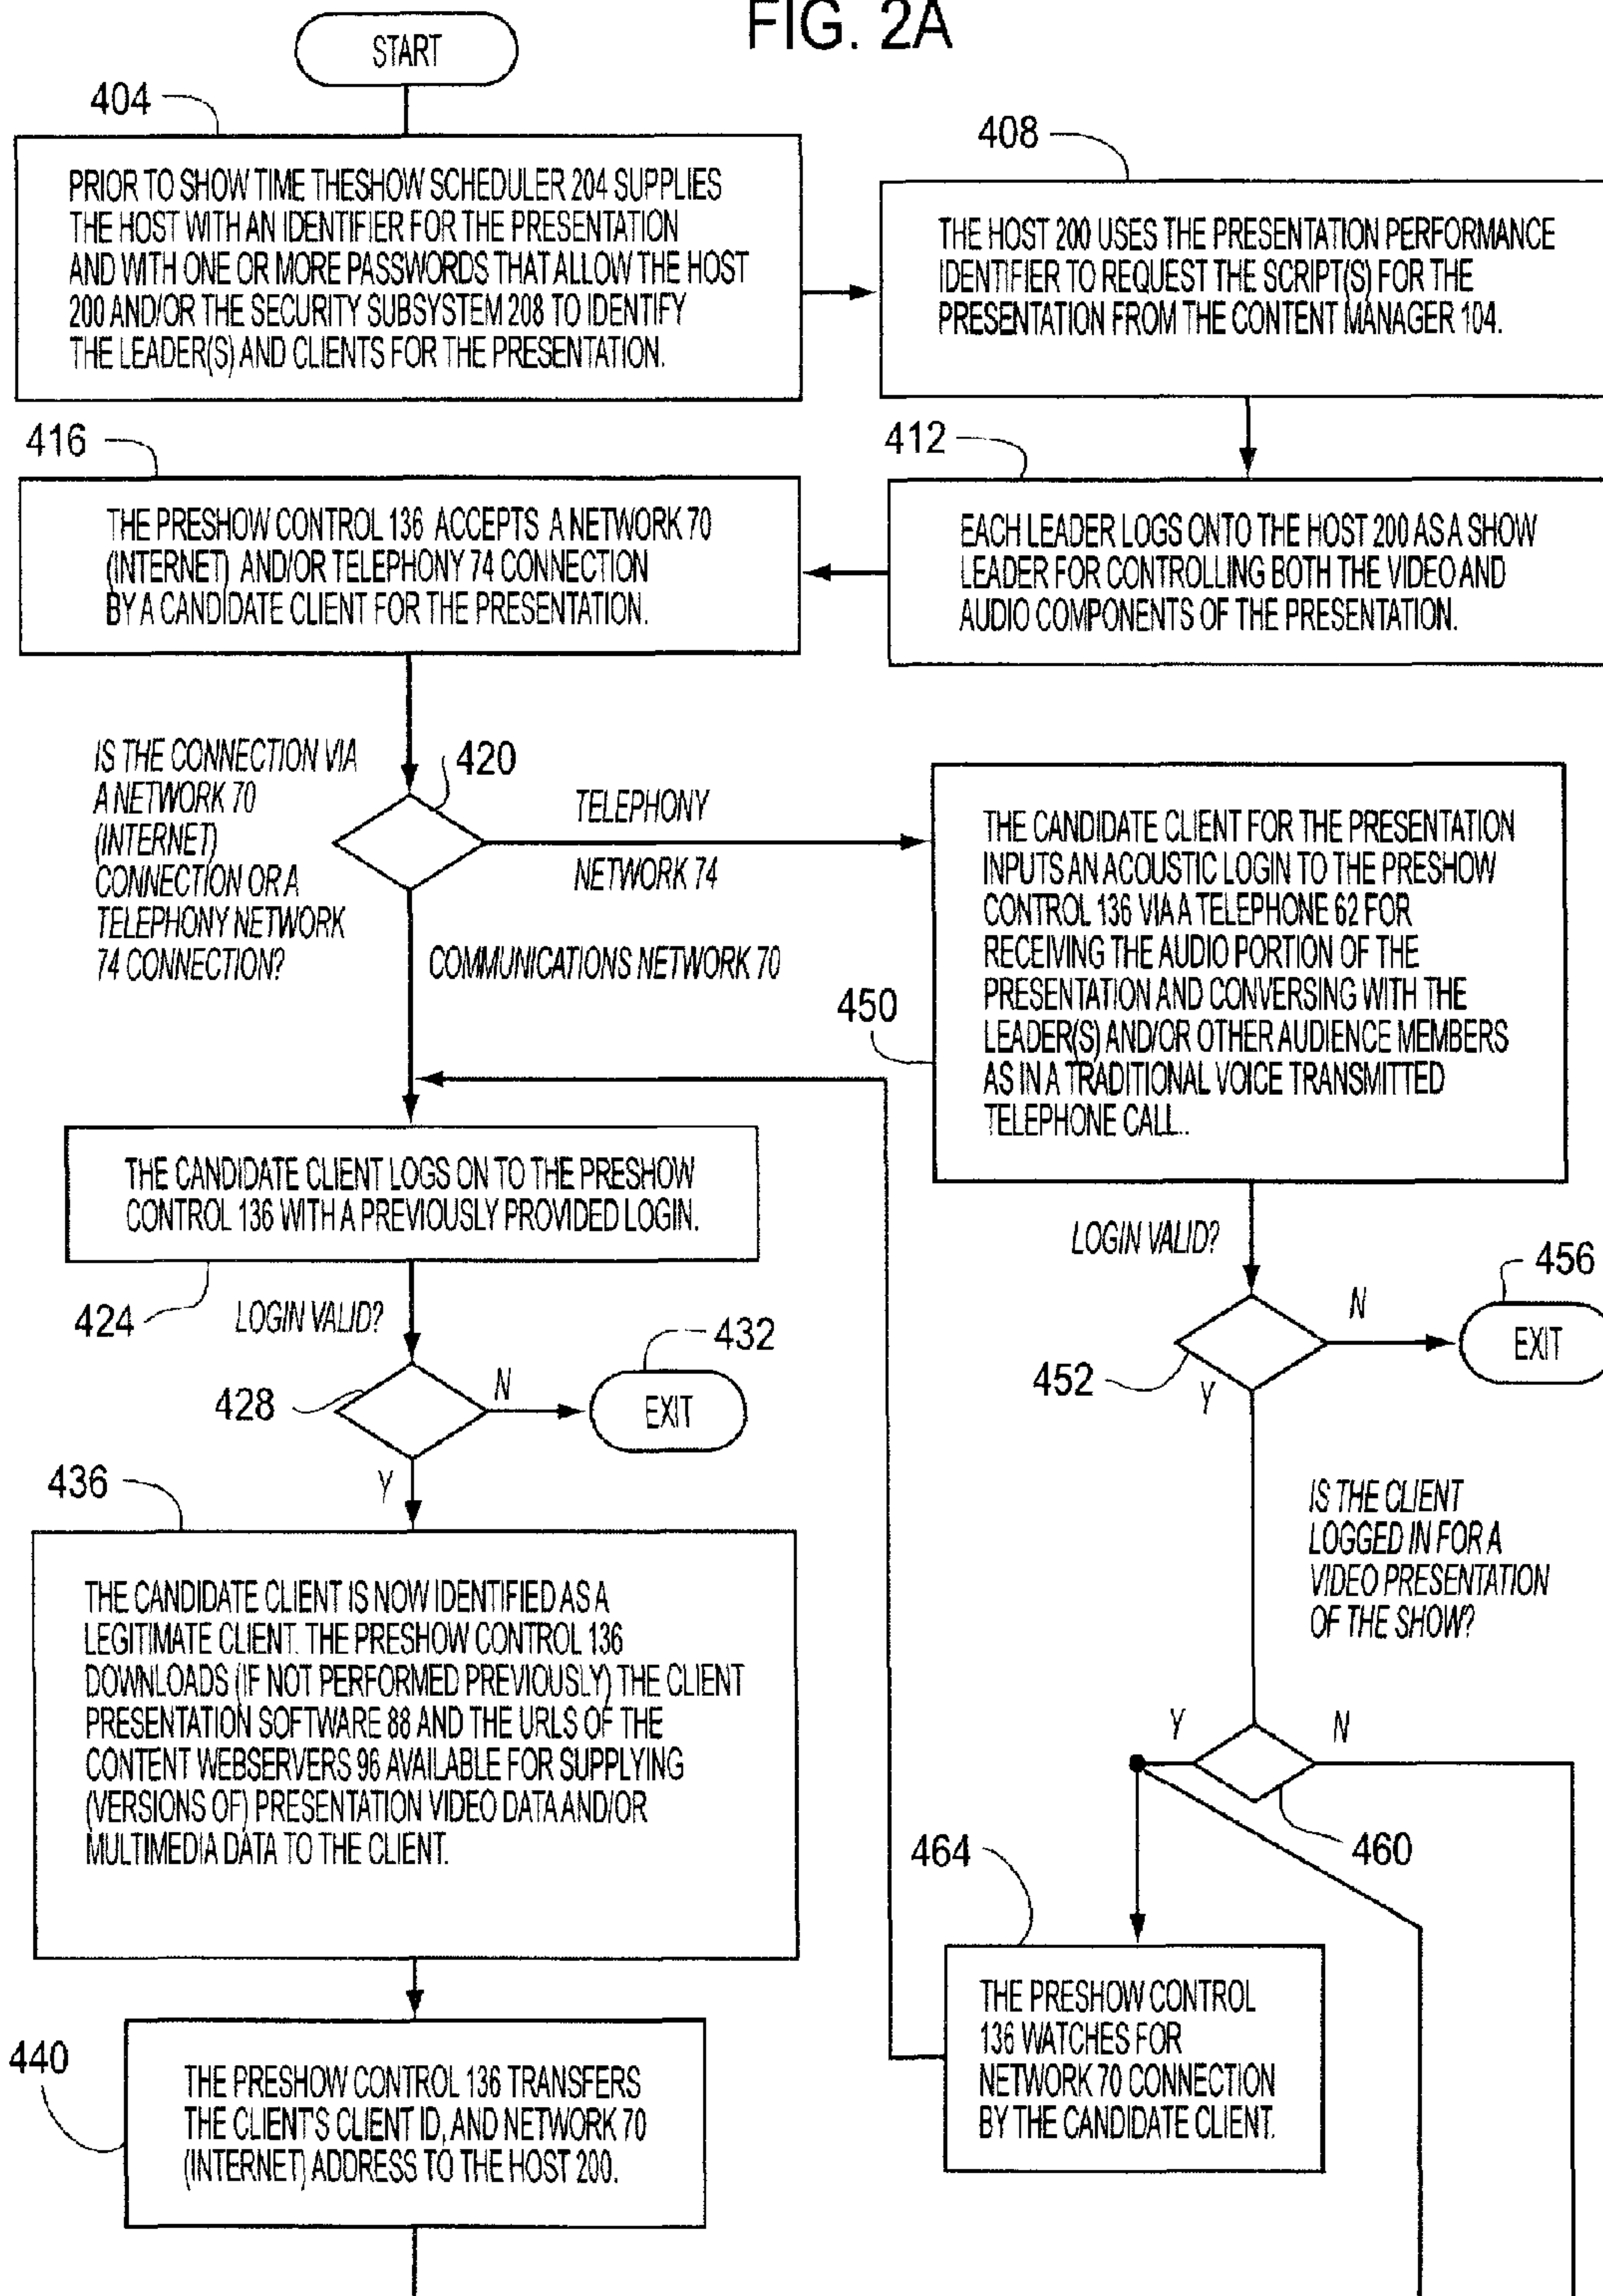 FIG. 2A
START
404
PRIOR TO SHOW TIME THESHOW SCHEDULER 204 SUPPLIES
THE HOST WITH AN IDENTIFIER FOR THE PRESENTATION
AND WITH ONE OR MORE PASSWORDS THAT ALLOW THE HOST
200 AND/OR THE SECURITY SUBSYSTEM 208 TO IDENTIFY
THE LEADER(S) AND CLIENTS FOR THE PRESENTATION.
408
THE HOST 200 USES THE PRESENTATION PERFORMANCE
IDENTIFIER TO REQUEST THE SCRIPT(S) FOR THE
PRESENTATION FROM THE CONTENT MANAGER 104.
412
EACH LEADER LOGS ONTO THE HOST 200 AS A SHOW
LEADER FOR CONTROLLING BOTH THE VIDEO AND
AUDIO COMPONENTS OF THE PRESENTATION.
416
THE PRESHOW CONTROL 136 ACCEPTS A NETWORK 70
(INTERNET) AND/OR TELEPHONY 74 CONNECTION
BY A CANDIDATE CLIENT FOR THE PRESENTATION.
IS THE CONNECTION VIA
A NETWORK 70
(INTERNET)
CONNECTION OR A
TELEPHONY NETWORK
74 CONNECTION?
420
TELEPHONY
NETWORK 74
COMMUNICATIONS NETWORK 70
450
THE CANDIDATE CLIENT FOR THE PRESENTATION
INPUTS AN ACOUSTIC LOGIN TO THE PRESHOW
CONTROL 136 VIA A TELEPHONE 62 FOR
RECEIVING THE AUDIO PORTION OF THE
PRESENTATION AND CONVERSING WITH THE
LEADER(S) AND/OR OTHER AUDIENCE MEMBERS
AS IN A TRADITIONAL VOICE TRANSMITTED
TELEPHONE CALL..
THE CANDIDATE CLIENT LOGS ON TO THE PRESHOW
CONTROL 136 WITH A PREVIOUSLY PROVIDED LOGIN.
424
LOGIN VALID?
428
N
432
EXIT
Y
LOGIN VALID?
452
N
456
EXIT
Y
436
THE CANDIDATE CLIENT IS NOW IDENTIFIED AS A
LEGITIMATE CLIENT. THE PRESHOW CONTROL 136
DOWNLOADS (IF NOT PERFORMED PREVIOUSLY) THE CLIENT
PRESENTATION SOFTWARE 88 AND THE URLS OF THE
CONTENT WEBSERVERS 96 AVAILABLE FOR SUPPLYING
(VERSIONS OF) PRESENTATION VIDEO DATA AND/OR
MULTIMEDIA DATA TO THE CLIENT.
IS THE CLIENT
LOGGED IN FOR A
VIDEO PRESENTATION
OF THE SHOW?
Y
N
460
464
THE PRESHOW CONTROL
136 WATCHES FOR
NETWORK 70 CONNECTION
BY THE CANDIDATE CLIENT.
440
THE PRESHOW CONTROL 136 TRANSFERS
THE CLIENT'S CLIENT ID, AND NETWORK 70
(INTERNET) ADDRESS TO THE HOST 200.